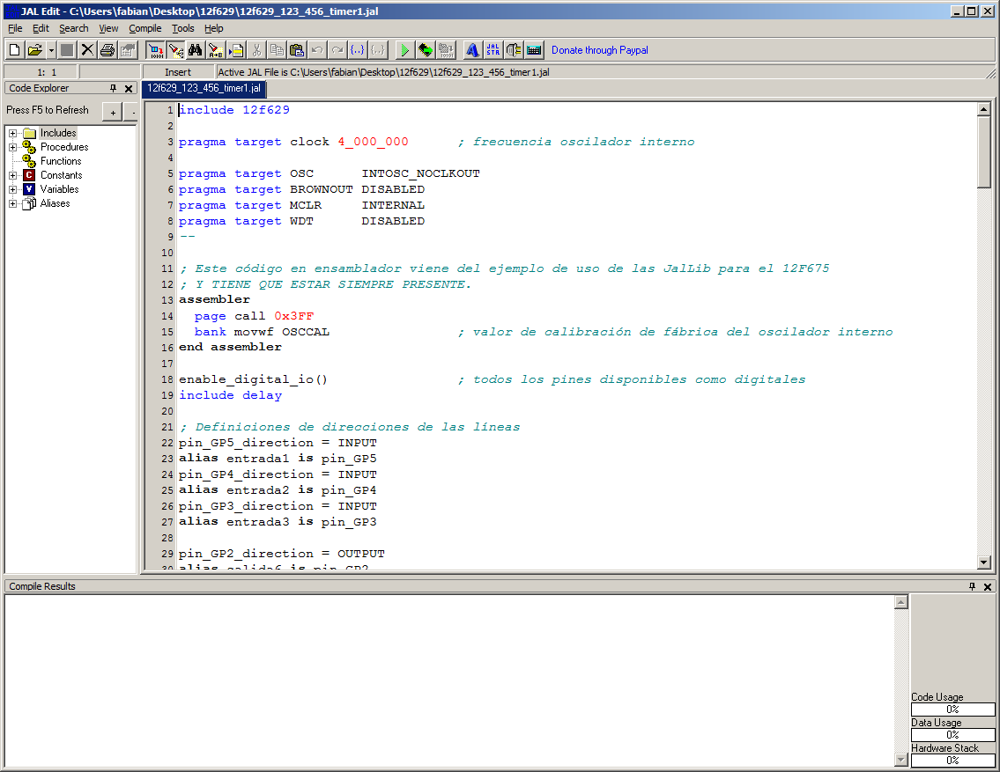 JAL Edit - C:\Users\fabian\Desktop\12f629\12f629_123_456_timer1.jal
File Edit Search View Compile Tools Help
JAL STR Donate through Paypal
1: 1 Insert Active JAL File is C:\Users\fabian\Desktop\12f629\12f629_123_456_timer1.jal
Code Explorer
12f629_123_456_timer1.jal
Press F5 to Refresh + -
Includes
Procedures
Functions
Constants
Variables
Aliases
1 include 12f629
2
3 pragma target clock 4_000_000 ; frecuencia oscilador interno
4
5 pragma target OSC INTOSC_NOCLKOUT
6 pragma target BROWNOUT DISABLED
7 pragma target MCLR INTERNAL
8 pragma target WDT DISABLED
9 --
10
11 ; Este código en ensamblador viene del ejemplo de uso de las JalLib para el 12F675
12 ; Y TIENE QUE ESTAR SIEMPRE PRESENTE.
13 assembler
14 page call 0x3FF
15 bank movwf OSCCAL ; valor de calibración de fábrica del oscilador interno
16 end assembler
17
18 enable_digital_io() ; todos los pines disponibles como digitales
19 include delay
20
21 ; Definiciones de direcciones de las líneas
22 pin_GP5_direction = INPUT
23 alias entrada1 is pin_GP5
24 pin_GP4_direction = INPUT
25 alias entrada2 is pin_GP4
26 pin_GP3_direction = INPUT
27 alias entrada3 is pin_GP3
28
29 pin_GP2_direction = OUTPUT
30 alias salida6 is pin_GP2
Compile Results
Code Usage
0%
Data Usage
0%
Hardware Stack
0%